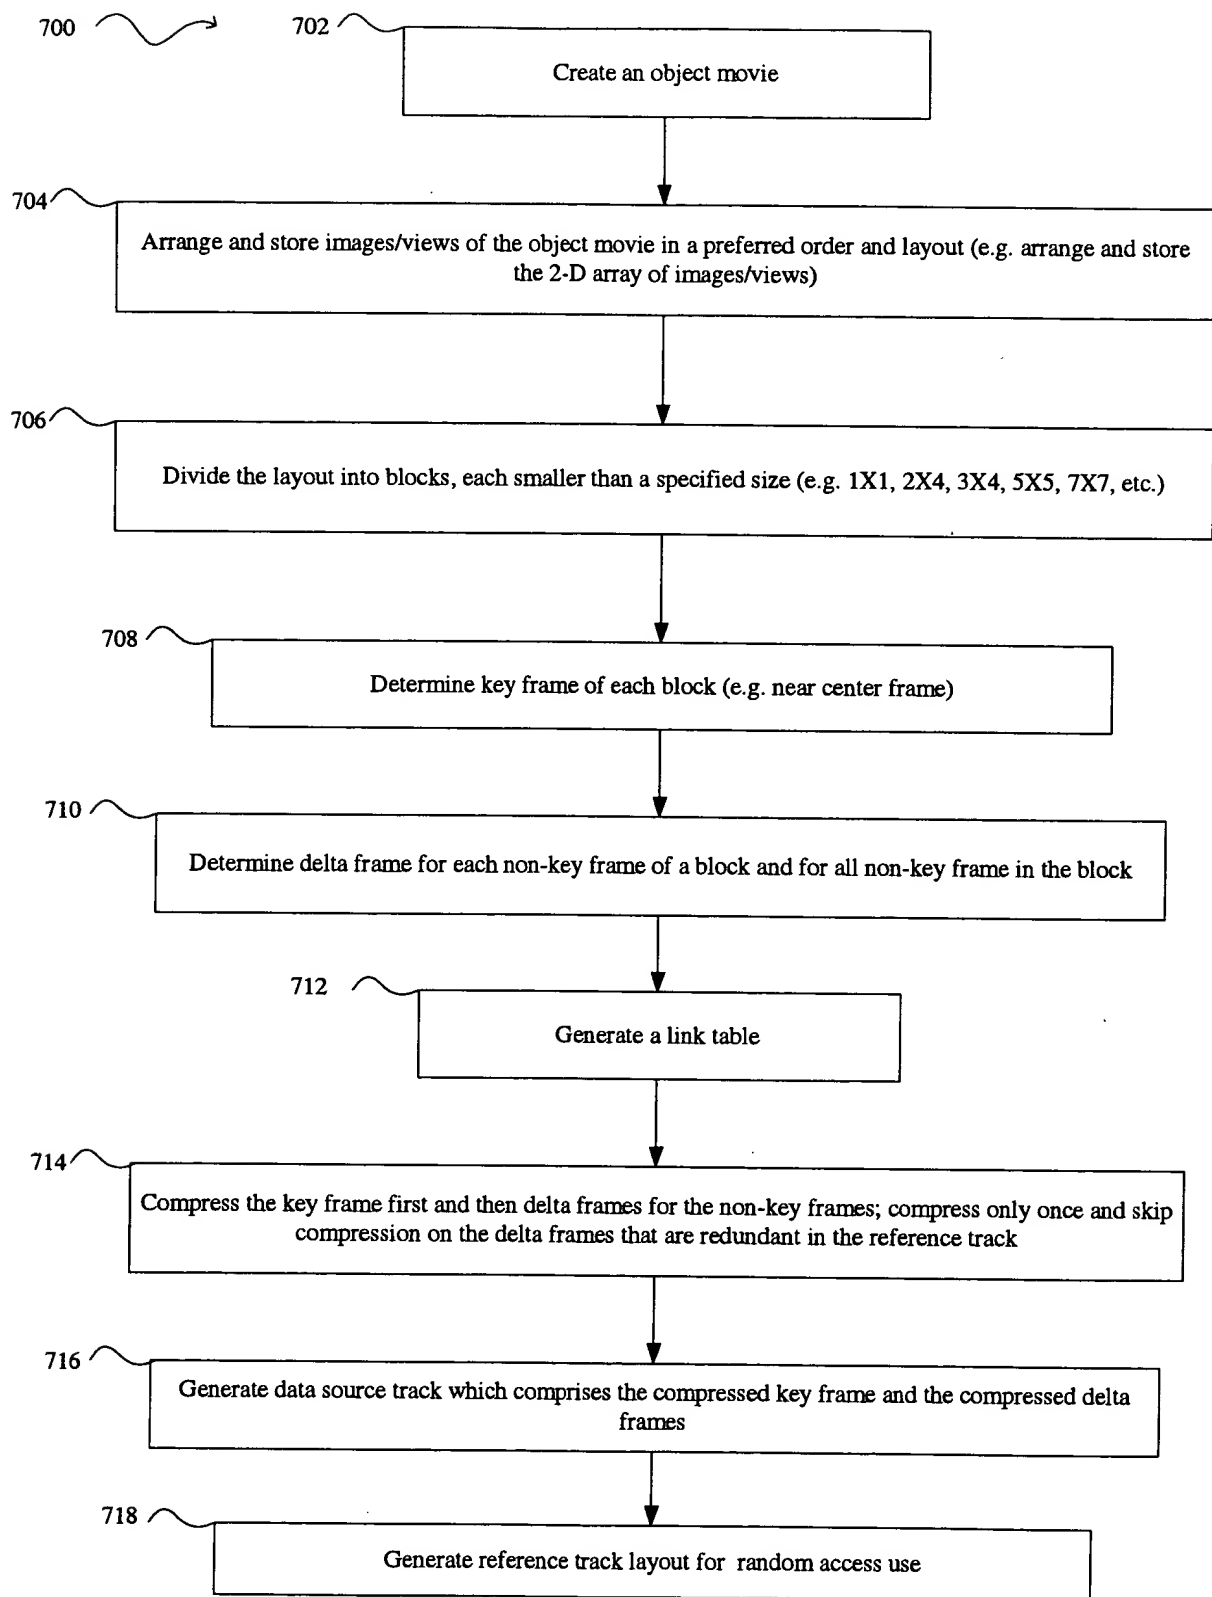 700
702
Create an object movie
704
Arrange and store images/views of the object movie in a preferred order and layout (e.g. arrange and store
the 2-D array of images/views)
706
Divide the layout into blocks, each smaller than a specified size (e.g. 1X1, 2X4, 3X4, 5X5, 7X7, etc.)
708
Determine key frame of each block (e.g. near center frame)
710
Determine delta frame for each non-key frame of a block and for all non-key frame in the block
712
Generate a link table
714
Compress the key frame first and then delta frames for the non-key frames; compress only once and skip
compression on the delta frames that are redundant in the reference track
716
Generate data source track which comprises the compressed key frame and the compressed delta
frames
718
Generate reference track layout for random access use